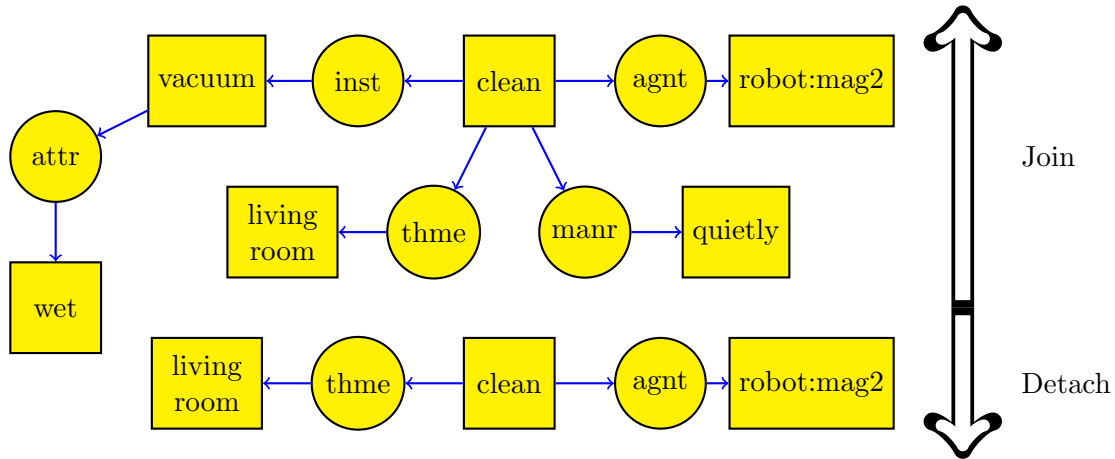 vacuum
inst
clean
agnt
robot:mag2
attr
Join
living
room
thme
manr
quietly
wet
living
room
thme
clean
agnt
robot:mag2
Detach